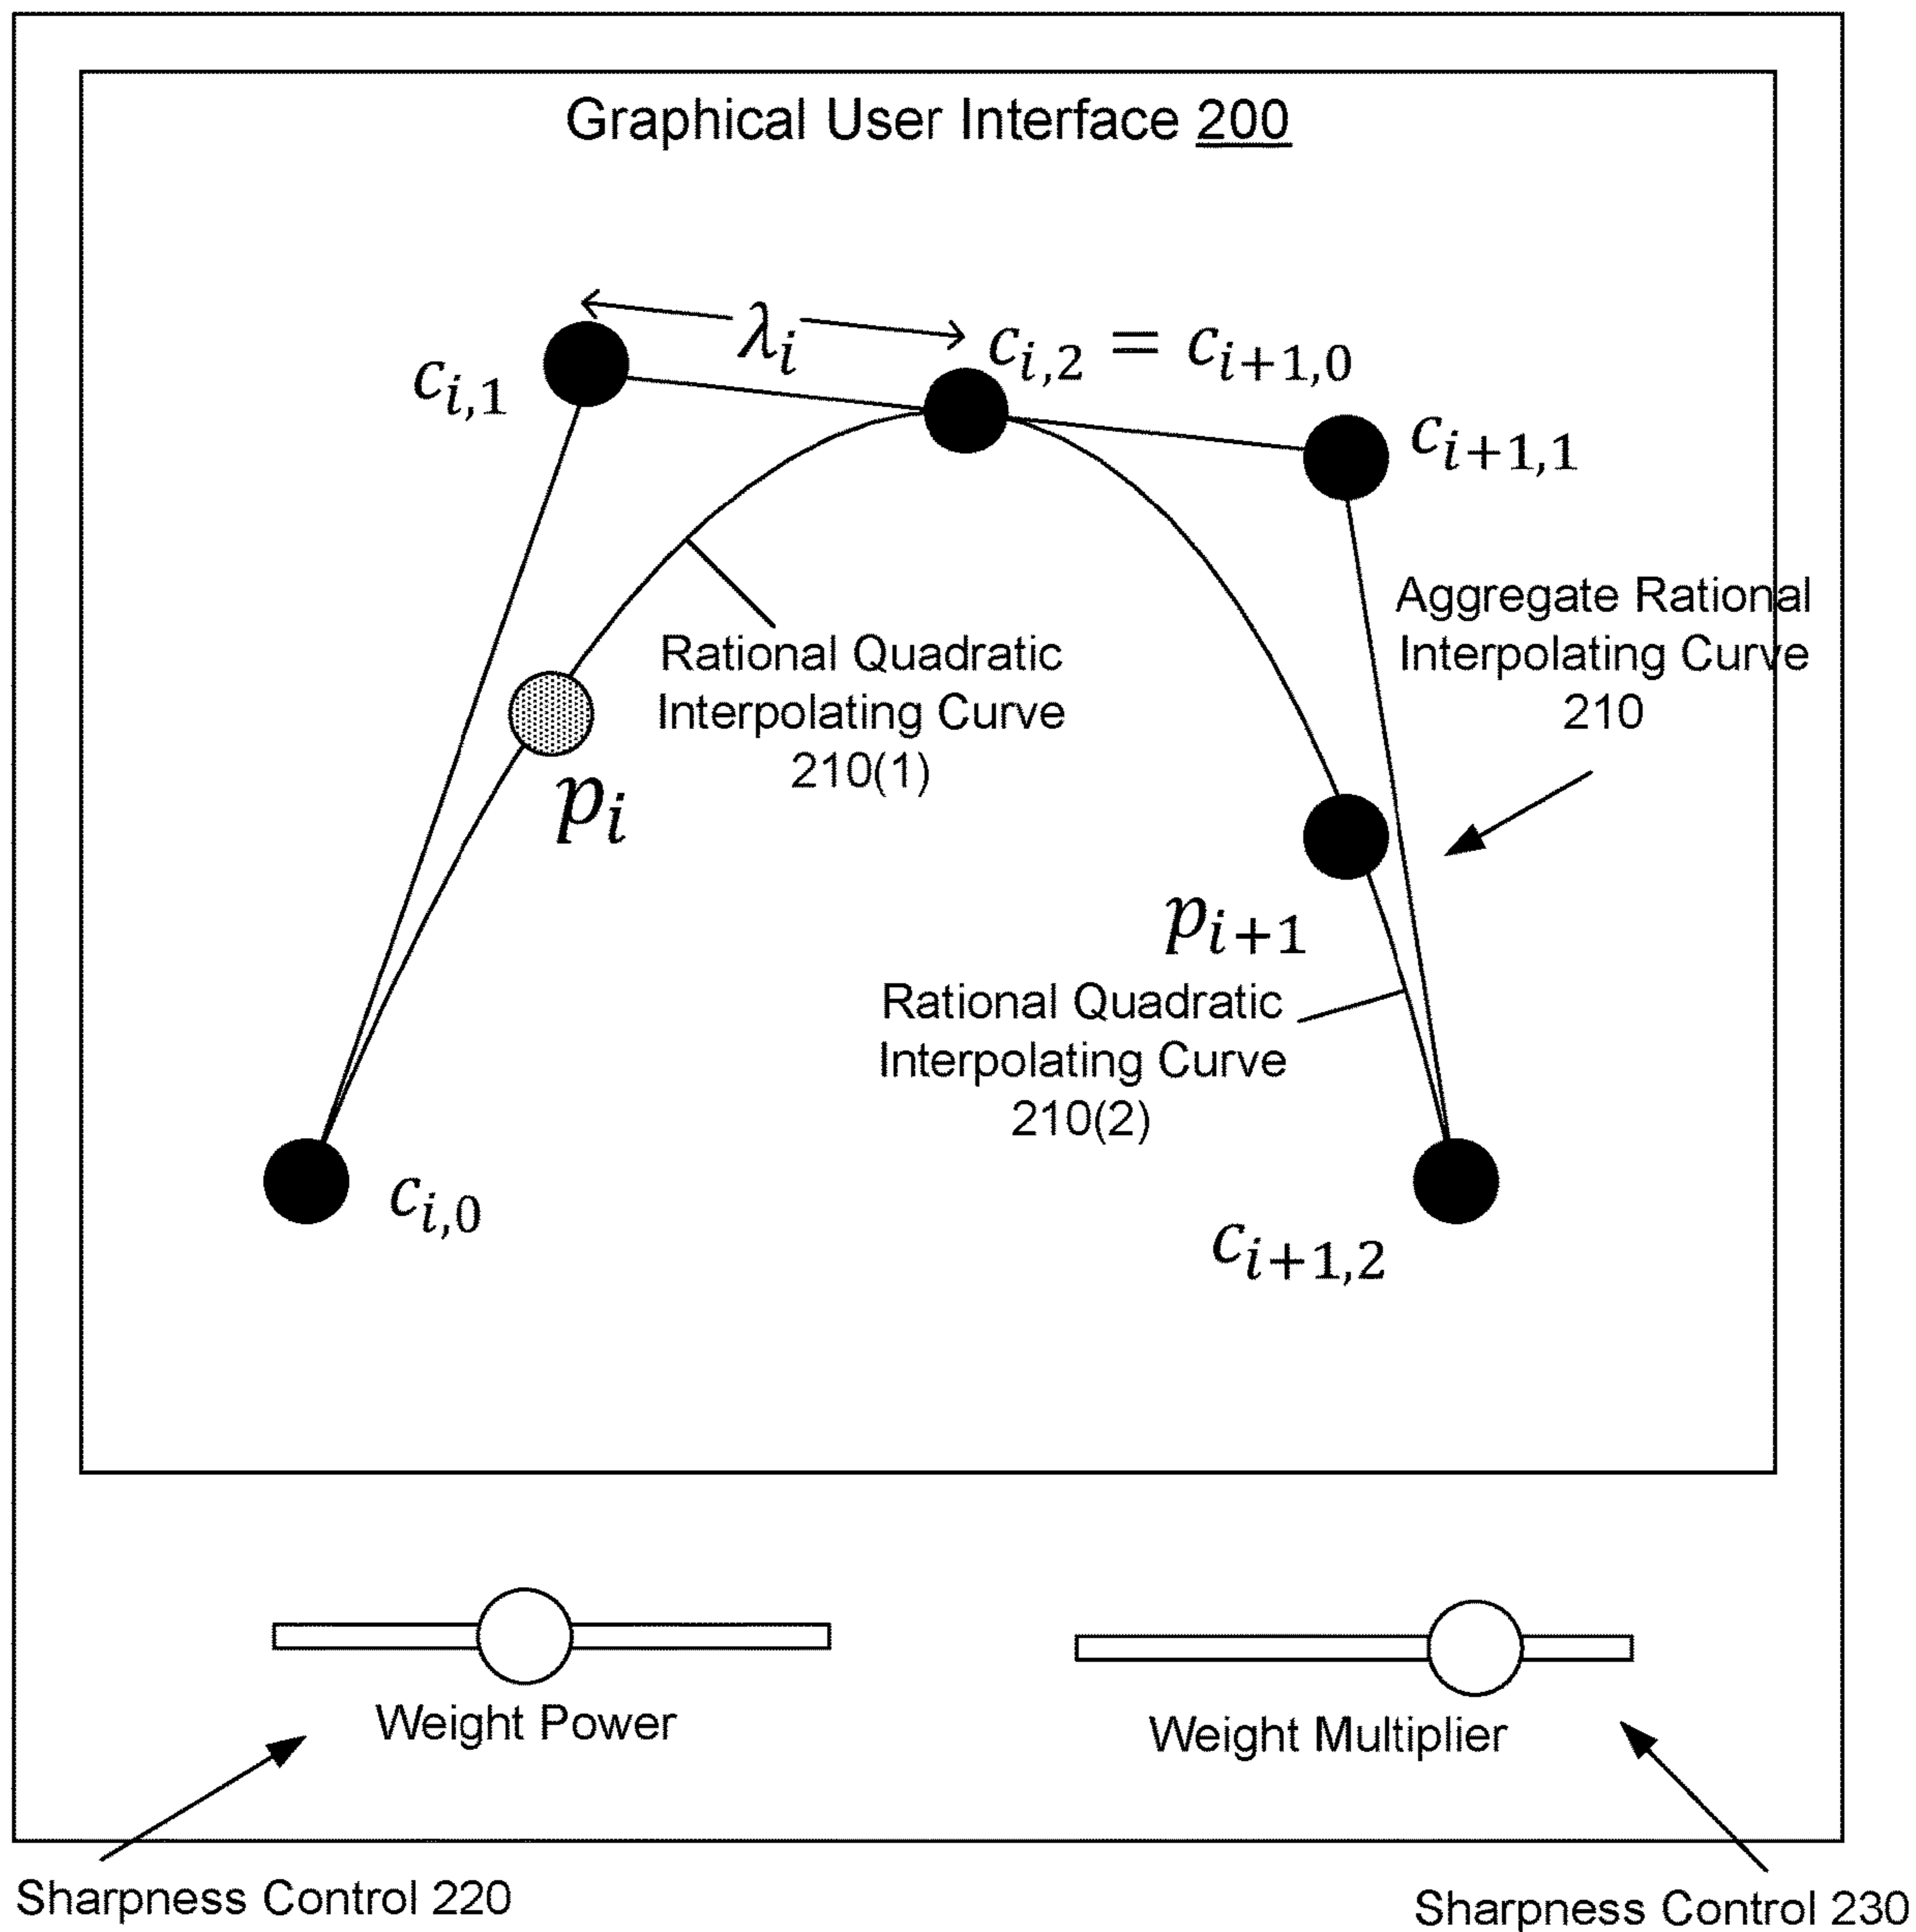 Graphical User Interface 200
λi
ci,2 = ci+1,0
ci,1
ci+1,1
Aggregate Rational
Interpolating Curve
210
Rational Quadratic
Interpolating Curve
210(1)
pi
pi+1
Rational Quadratic
Interpolating Curve
210(2)
ci,0
ci+1,2
Weight Power
Weight Multiplier
Sharpness Control 220
Sharpness Control 230